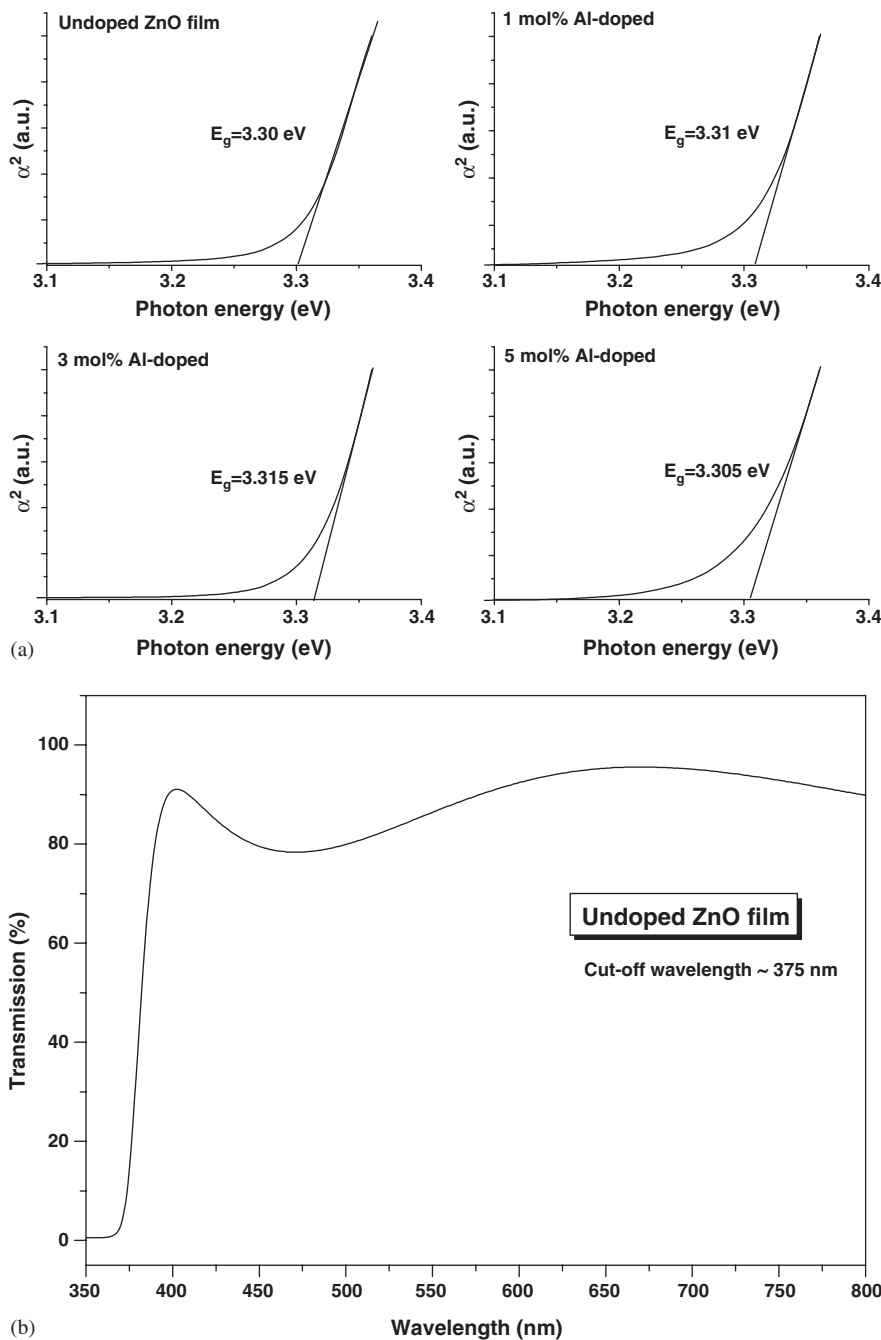 Undoped ZnO film
E_g=3.30 eV
α² (a.u.)
3.1 3.2 3.3 3.4
Photon energy (eV)
1 mol% Al-doped
E_g=3.31 eV
α² (a.u.)
3.1 3.2 3.3 3.4
Photon energy (eV)
3 mol% Al-doped
E_g=3.315 eV
α² (a.u.)
3.1 3.2 3.3 3.4
Photon energy (eV)
5 mol% Al-doped
E_g=3.305 eV
α² (a.u.)
3.1 3.2 3.3 3.4
Photon energy (eV)
(a)
100
80
60
40
20
0
Transmission (%)
Undoped ZnO film
Cut-off wavelength ~ 375 nm
350 400 450 500 550 600 650 700 750 800
Wavelength (nm)
(b)